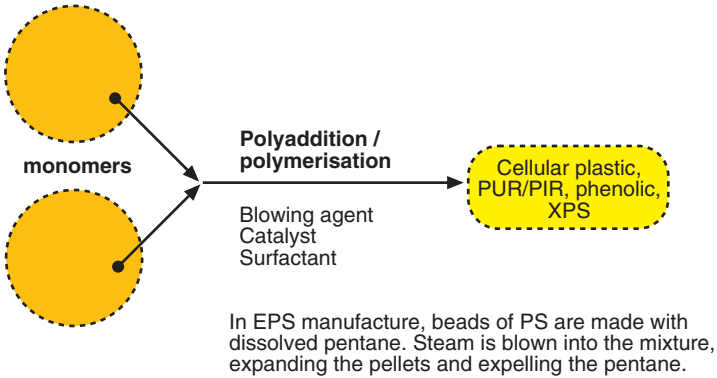 monomers
Polyaddition /
polymerisation
Blowing agent
Catalyst
Surfactant
Cellular plastic,
PUR/PIR, phenolic,
XPS
In EPS manufacture, beads of PS are made with
dissolved pentane. Steam is blown into the mixture,
expanding the pellets and expelling the pentane.